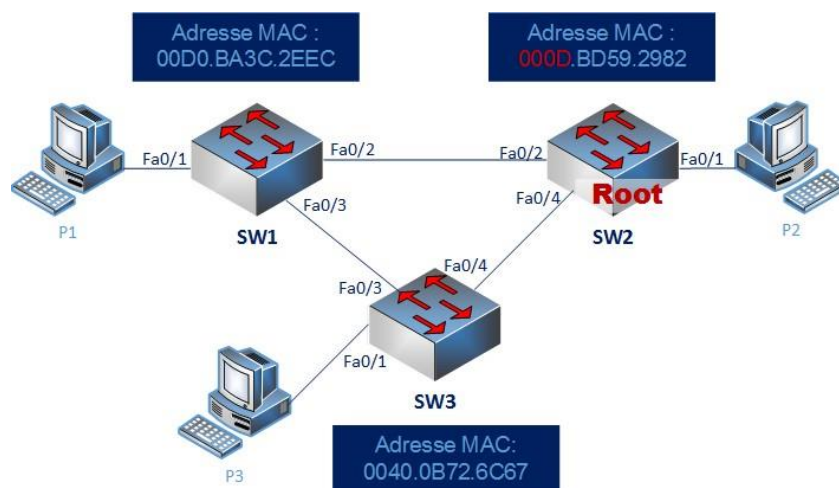 Adresse MAC :
00D0.BA3C.2EEC
Adresse MAC :
000D.BD59.2982
Fa0/1
Fa0/2
Fa0/2
Fa0/1
P1
Fa0/3
Fa0/4
Root
P2
SW1
SW2
Fa0/4
Fa0/3
Fa0/1
SW3
P3
Adresse MAC:
0040.0B72.6C67